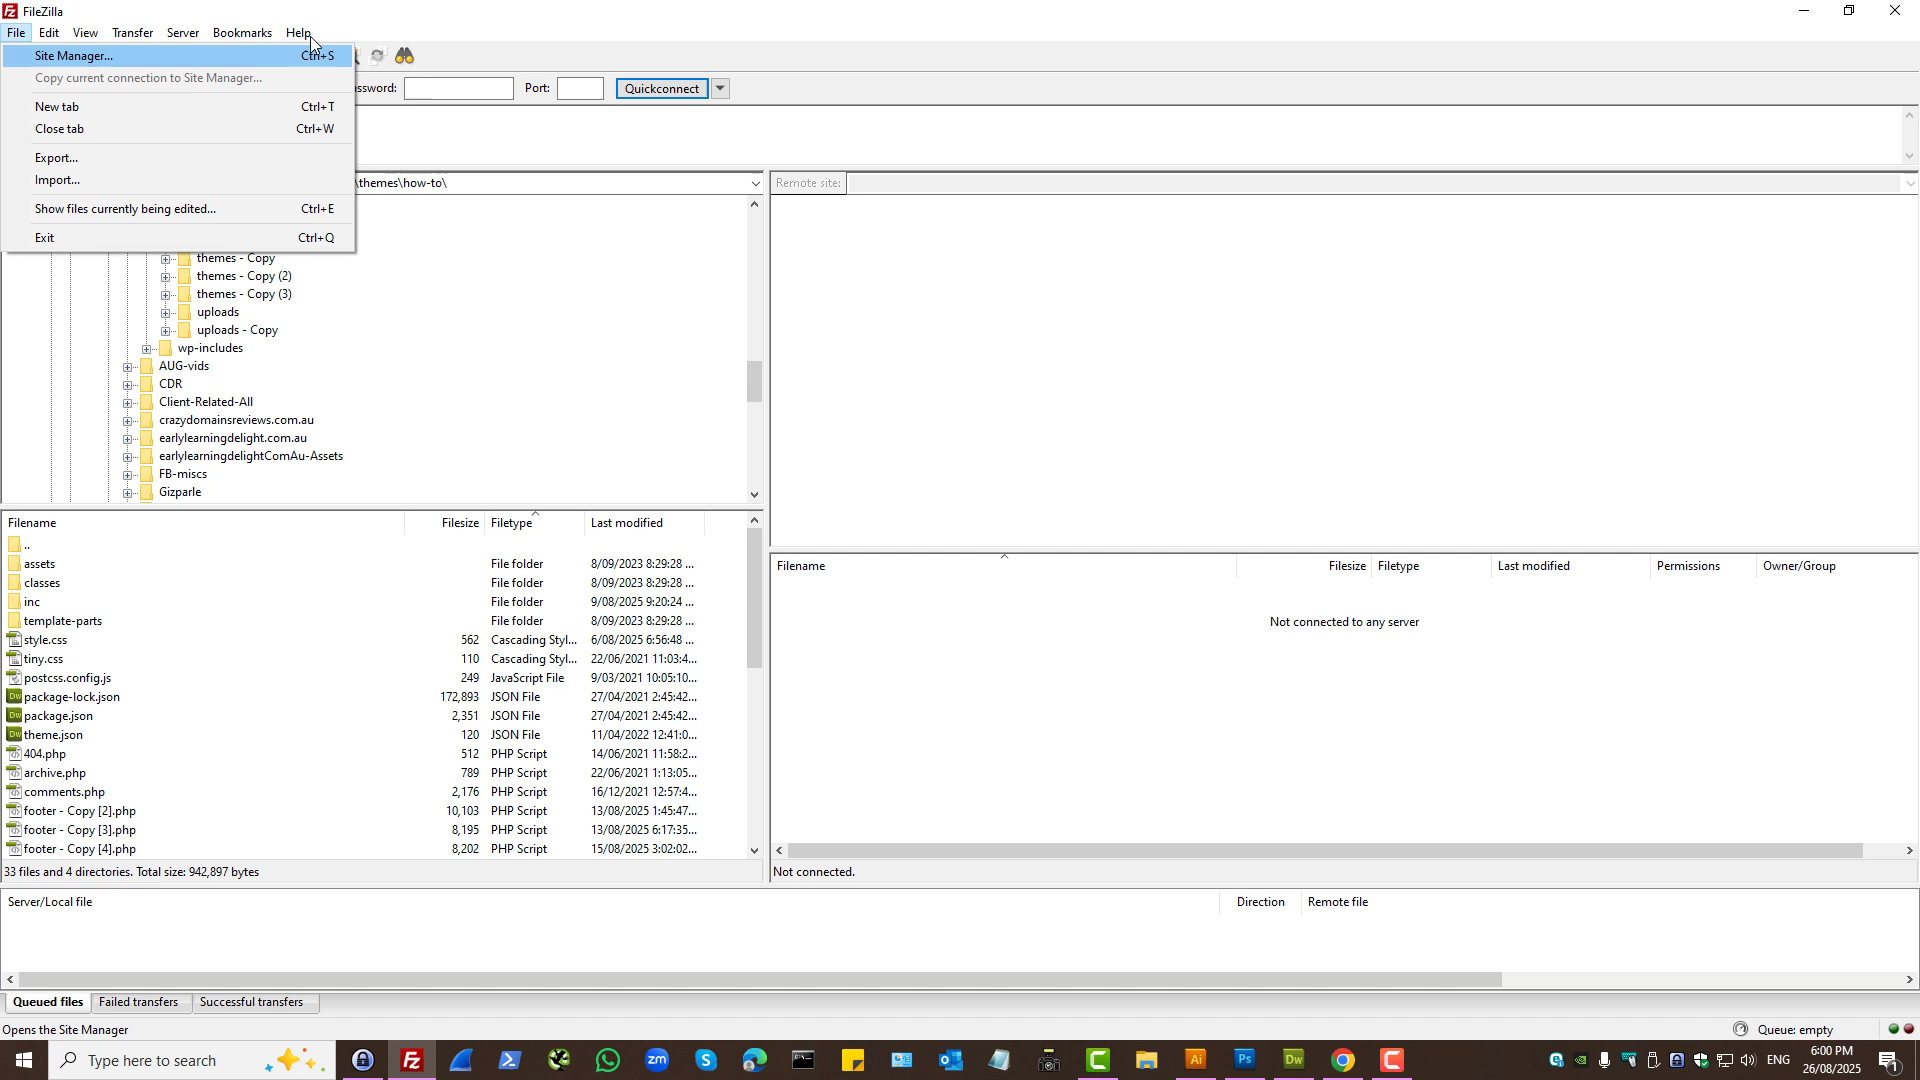 FileZilla
File Edit View Transfer Server Bookmarks Help
Site Manager... Ctrl+S
Copy current connection to Site Manager...
New tab Ctrl+T
Close tab Ctrl+W
Export...
Import...
Show files currently being edited... Ctrl+E
Exit Ctrl+Q
ssword: Port: Quickconnect
\themes\how-to\
Remote site:
themes - Copy
themes - Copy (2)
themes - Copy (3)
uploads
uploads - Copy
wp-includes
AUG-vids
CDR
Client-Related-All
crazydomainsreviews.com.au
earlylearningdelight.com.au
earlylearningdelightComAu-Assets
FB-miscs
Gizparle
Filename Filesize Filetype Last modified
..
assets File folder 8/09/2023 8:29:28 ...
classes File folder 8/09/2023 8:29:28 ...
inc File folder 9/08/2025 9:20:24 ...
template-parts File folder 8/09/2023 8:29:28 ...
style.css 562 Cascading Styl... 6/08/2025 6:56:48 ...
tiny.css 110 Cascading Styl... 22/06/2021 11:03:4...
postcss.config.js 249 JavaScript File 9/03/2021 10:05:10...
package-lock.json 172,893 JSON File 27/04/2021 2:45:42...
package.json 2,351 JSON File 27/04/2021 2:45:42...
theme.json 120 JSON File 11/04/2022 12:41:0...
404.php 512 PHP Script 14/06/2021 11:58:2...
archive.php 789 PHP Script 22/06/2021 1:13:05...
comments.php 2,176 PHP Script 16/12/2021 12:57:4...
footer - Copy [2].php 10,103 PHP Script 13/08/2025 1:45:47...
footer - Copy [3].php 8,195 PHP Script 13/08/2025 6:17:35...
footer - Copy [4].php 8,202 PHP Script 15/08/2025 3:02:02...
33 files and 4 directories. Total size: 942,897 bytes
Filename Filesize Filetype Last modified Permissions Owner/Group
Not connected to any server
Not connected.
Server/Local file Direction Remote file
Queued files Failed transfers Successful transfers
Opens the Site Manager
Queue: empty
Type here to search
ENG
6:00 PM
26/08/2025
1